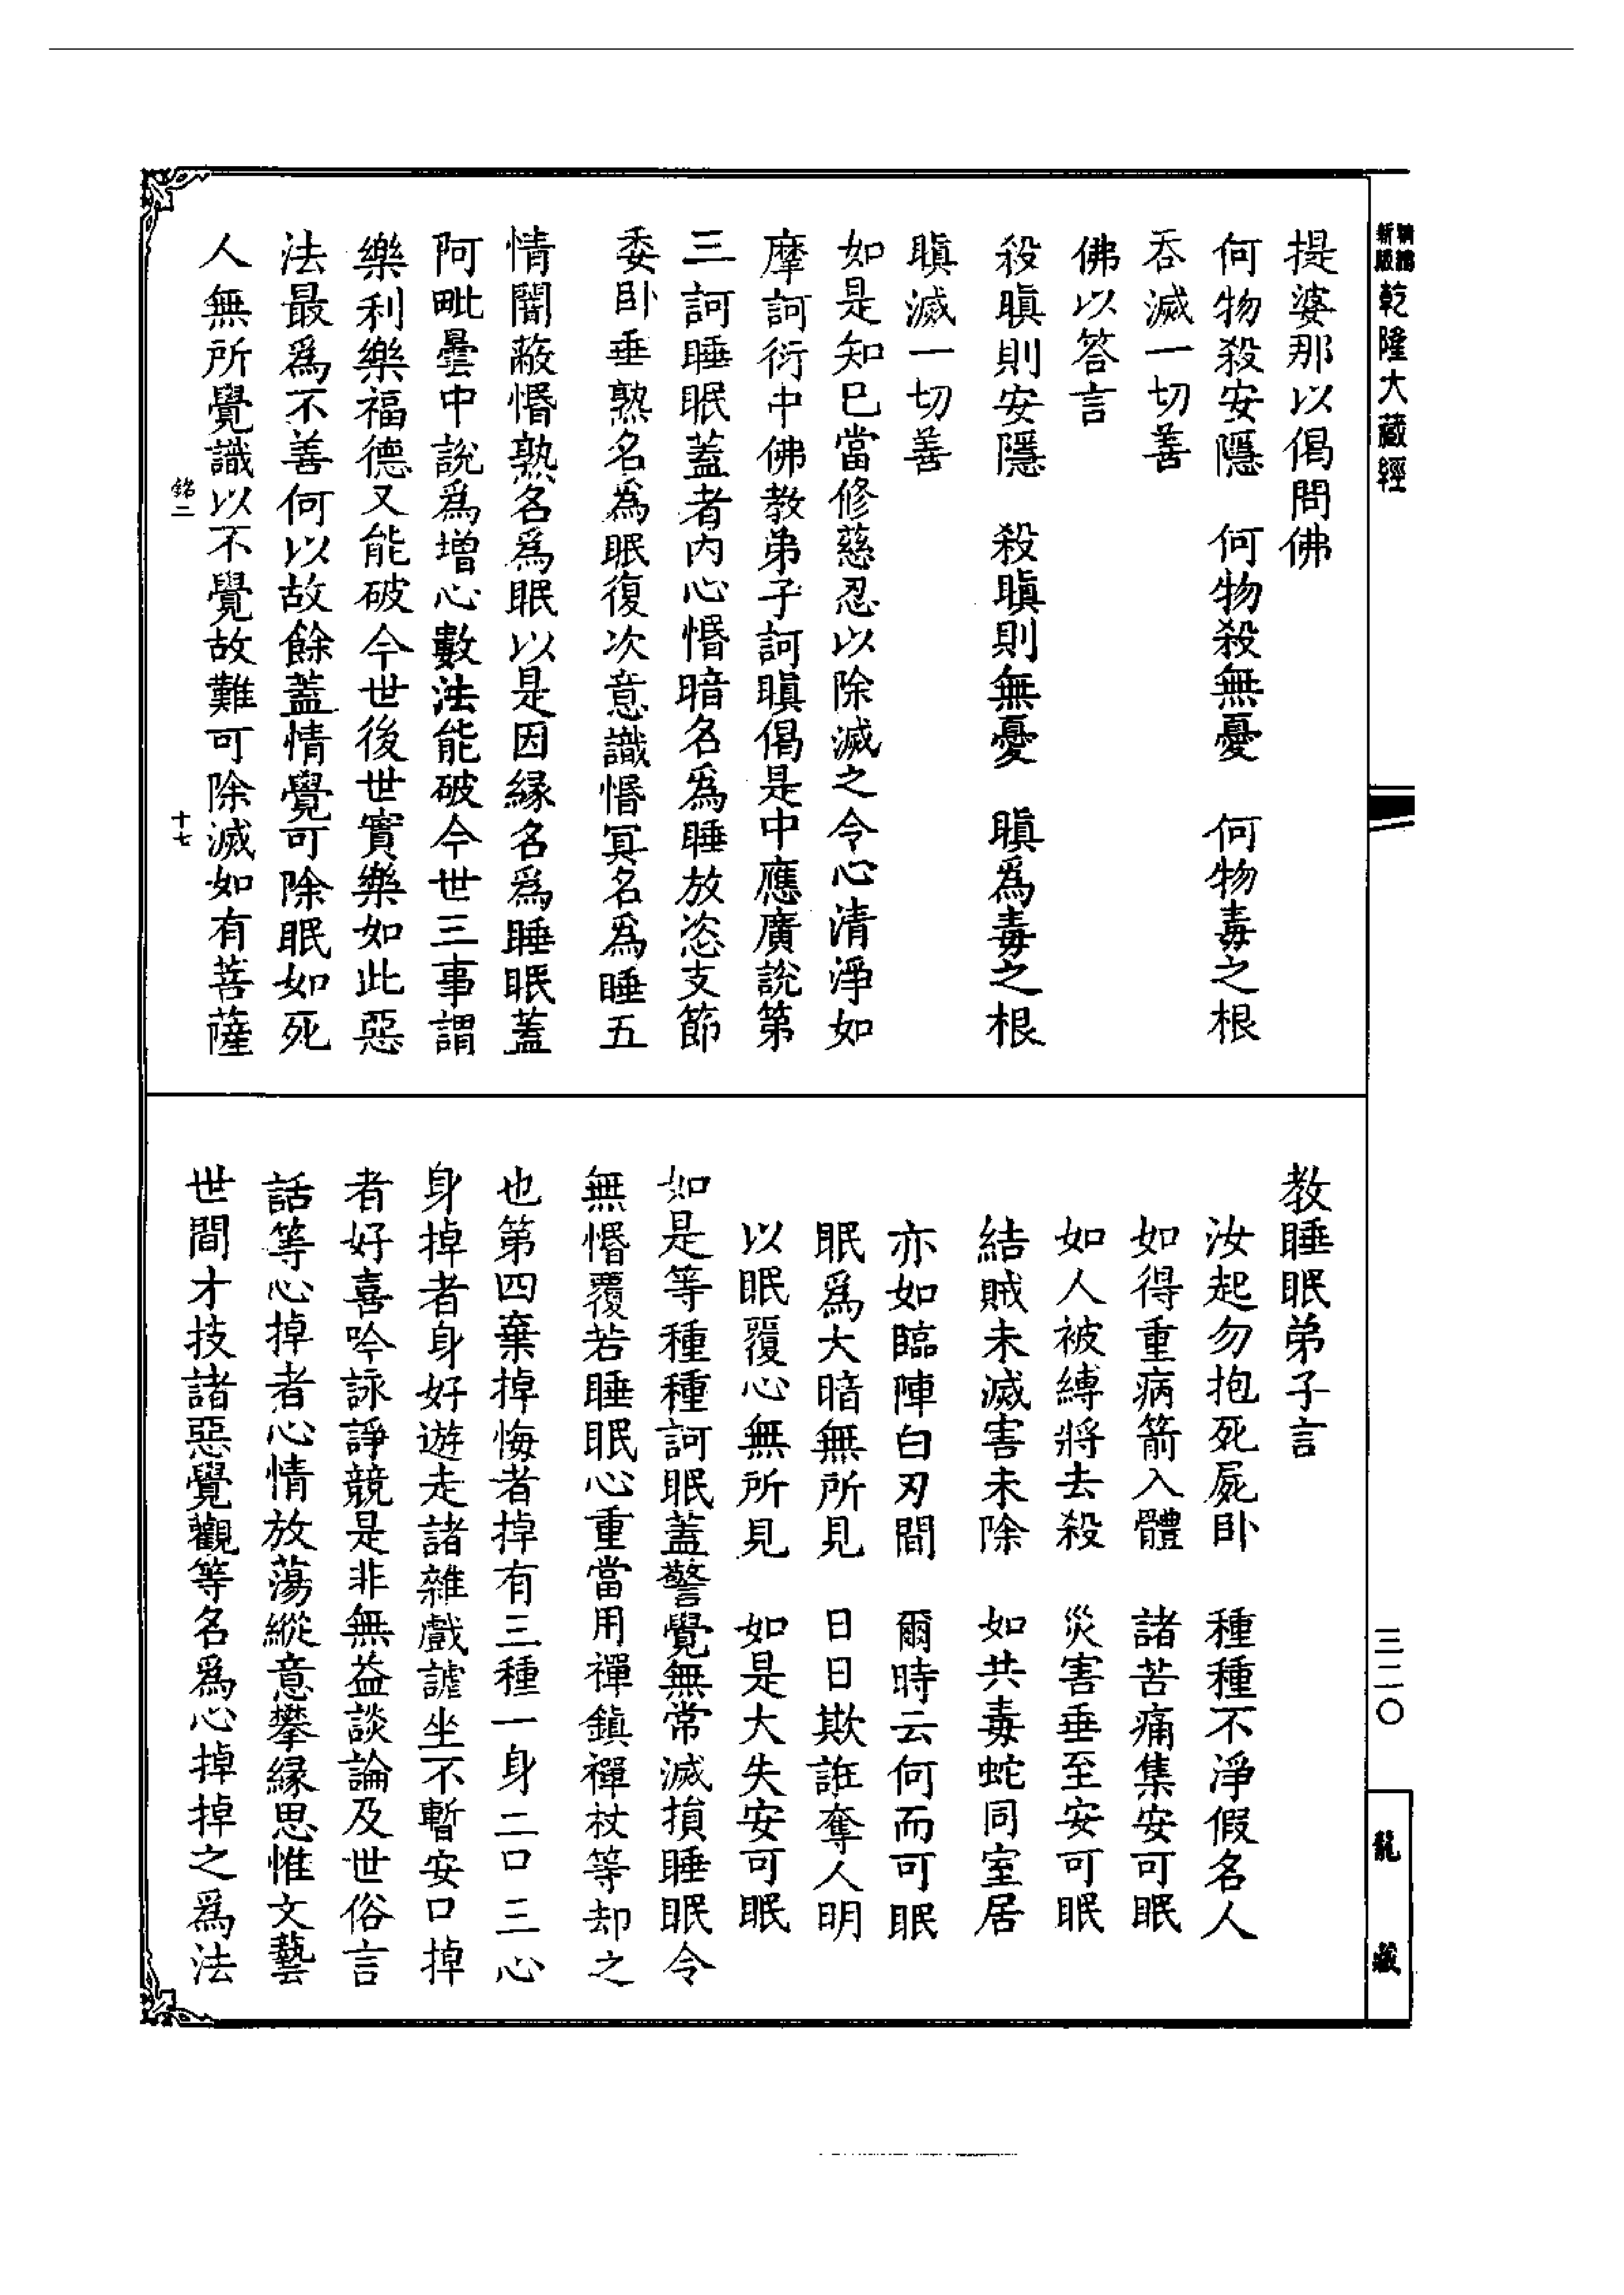 新版
乾隆大藏經
提婆那以偈問佛
何物殺安隱　何物殺無憂　何物毒之根
吞滅一切善
佛以答言
殺瞋則安隱　殺瞋則無憂　瞋為毒之根
瞋滅一切善
如是知巳當修慈忍以除滅之令心清淨如
摩訶衍中佛教弟子訶瞋偈是中應廣說第
三訶睡眠蓋者內心惛暗名爲睡放恣支節
委卧垂熟名爲眠復次意識惛冥名爲睡五
情闇蔽惛熟名爲眠以是因緣名爲睡眠蓋
阿毗曇中說爲增心數法能破今世三事謂
樂利樂福德又能破今世後世實樂如此惡
法最爲不善何以故餘蓋情覺可除眠如死
人無所覺識以不覺故難可除滅如有菩薩
銘二　十七
教睡眠弟子言
汝起勿抱死屍卧　種種不淨假名人
如得重病箭入體　諸苦痛集安可眠
如人被縛將去殺　災害垂至安可眠
結賊未滅害未除　如共毒蛇同室居
亦如臨陣白刃間　爾時云何而可眠
眠爲大暗無所見　日日欺誑奪人明
以眠覆心無所見　如是大失安可眠
如是等種種訶眠蓋警覺無常滅損睡眠令
無惛覆若睡眠心重當用禪鎮禪杖等却之
也第四棄掉悔者掉有三種一身二口三心
身掉者身好遊走諸雜戲謔坐不暫安口掉
者好喜吟詠諍競是非無益談論及世俗言
話等心掉者心情放蕩縱意攀緣思惟文藝
世間才技諸惡覺觀等名爲心掉掉之爲法
三二〇
龍藏